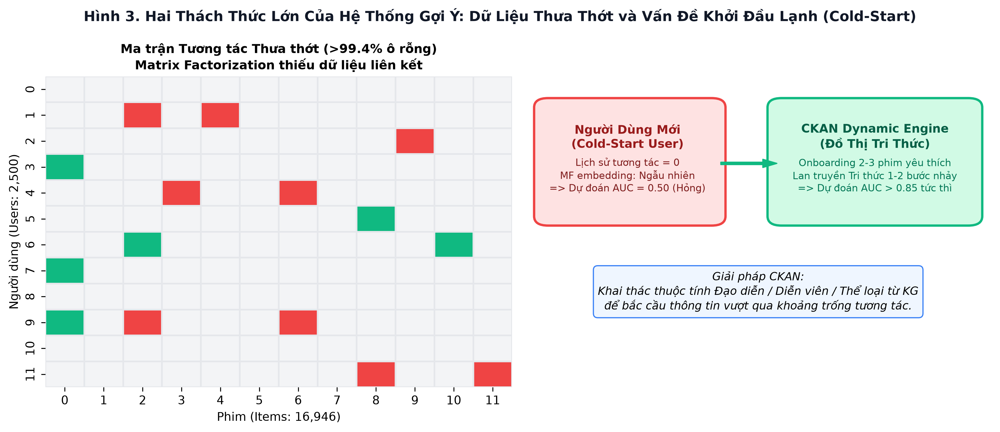 Hình 3. Hai Thách Thức Lớn Của Hệ Thống Gợi Ý: Dữ Liệu Thưa Thớt và Vấn Đề Khởi Đầu Lạnh (Cold-Start)
Ma trận Tương tác Thưa thớt (>99.4% ô rỗng)
Matrix Factorization thiếu dữ liệu liên kết
Người dùng (Users: 2,500)
0
1
2
3
4
5
6
7
8
9
10
11
0 1 2 3 4 5 6 7 8 9 10 11
Phim (Items: 16,946)
Người Dùng Mới
(Cold-Start User)
Lịch sử tương tác = 0
MF embedding: Ngẫu nhiên
=> Dự đoán AUC = 0.50 (Hỏng)
CKAN Dynamic Engine
(Đồ Thị Tri Thức)
Onboarding 2-3 phim yêu thích
Lan truyền Tri thức 1-2 bước nhảy
=> Dự đoán AUC > 0.85 tức thì
Giải pháp CKAN:
Khai thác thuộc tính Đạo diễn / Diễn viên / Thể loại từ KG
để bắc cầu thông tin vượt qua khoảng trống tương tác.